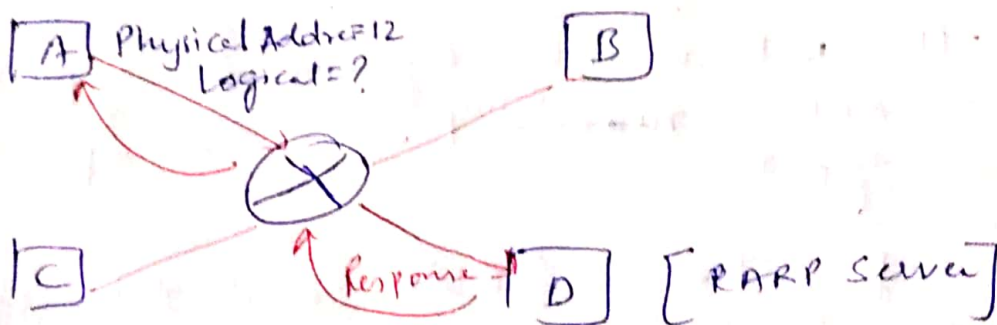 A
Physical Addre=12
Logical=?
B
C
Response
D
[RARP Server]